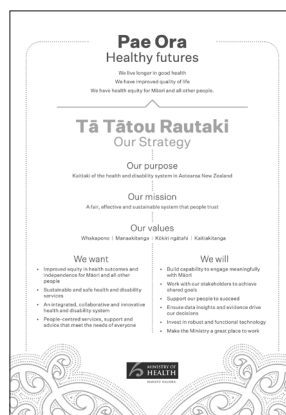 Pae Ora
Healthy futures
We live longer in good health
We have improved quality of life
We have health equity for Māori and all other people.
Tā Tātou Rautaki
Our Strategy
Our purpose
Kaitiaki of the health and disability system in Aotearoa New Zealand
Our mission
A fair, effective and sustainable system that people trust
Our values
Whakapono | Manaakitanga | Kōkiri ngātahi | Kaitiakitanga
We want
• Improved equity in health outcomes and
independence for Māori and all other
people
• Sustainable and safe health and disability
services
• An integrated, collaborative and innovative
health and disability system
• People-centred services, support and
advice that meet the needs of everyone
We will
• Build capability to engage meaningfully
with Māori
• Work with our stakeholders to achieve
shared goals
• Support our people to succeed
• Ensure data insights and evidence drive
our decisions
• Invest in robust and functional technology
• Make the Ministry a great place to work
MINISTRY OF
HEALTH
MANATŪ HAUORA